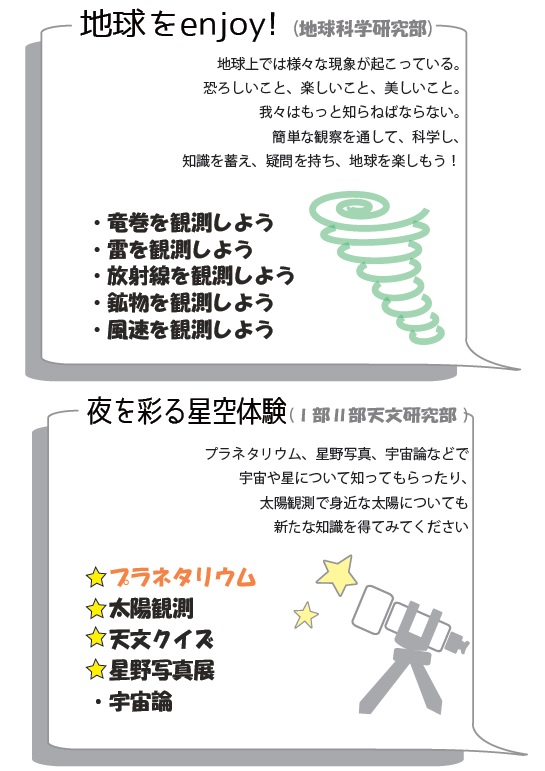 地球をenjoy! (地球科学研究部)
地球上では様々な現象が起こっている。
恐ろしいこと、楽しいこと、美しいこと。
我々はもっと知らねばならない。
簡単な観察を通して、科学し、
知識を蓄え、疑問を持ち、地球を楽しもう！
・竜巻を観測しよう
・雷を観測しよう
・放射線を観測しよう
・鉱物を観測しよう
・風速を観測しよう
夜を彩る星空体験(Ⅰ部Ⅱ部天文研究部)
プラネタリウム、星野写真、宇宙論などで
宇宙や星について知ってもらったり、
太陽観測で身近な太陽についても
新たな知識を得てみてください
プラネタリウム
太陽観測
天文クイズ
星野写真展
・宇宙論